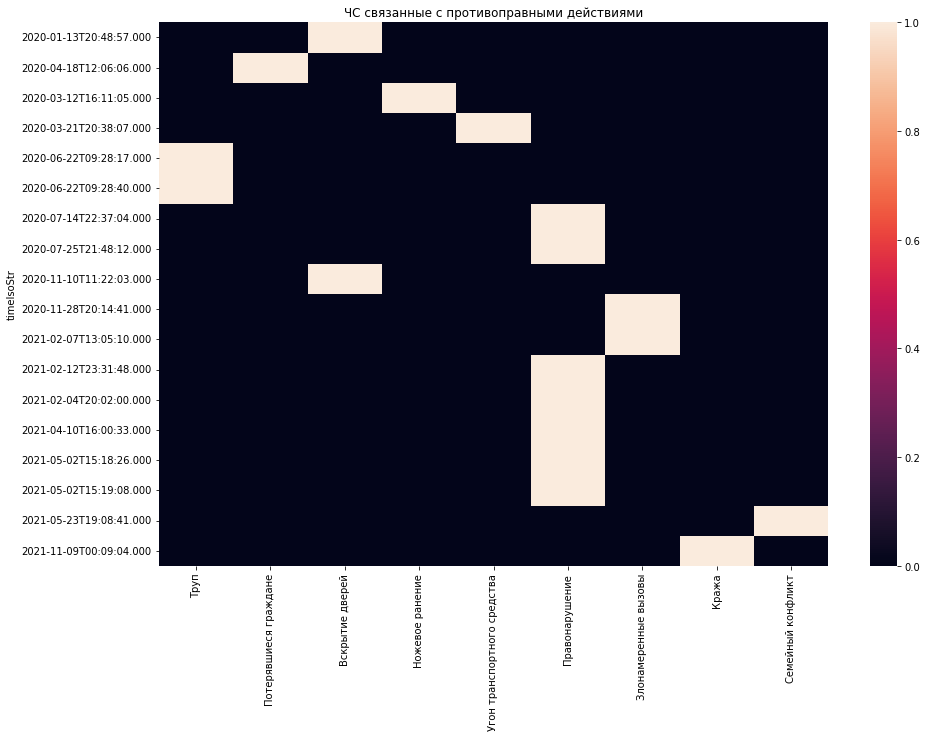 ЧС связанные с противоправными действиями
timeIsoStr
2020-01-13T20:48:57.000
2020-04-18T12:06:06.000
2020-03-12T16:11:05.000
2020-03-21T20:38:07.000
2020-06-22T09:28:17.000
2020-06-22T09:28:40.000
2020-07-14T22:37:04.000
2020-07-25T21:48:12.000
2020-11-10T11:22:03.000
2020-11-28T20:14:41.000
2021-02-07T13:05:10.000
2021-02-12T23:31:48.000
2021-02-04T20:02:00.000
2021-04-10T16:00:33.000
2021-05-02T15:18:26.000
2021-05-02T15:19:08.000
2021-05-23T19:08:41.000
2021-11-09T00:09:04.000
Труп
Потерявшиеся граждане
Вскрытие дверей
Ножевое ранение
Угон транспортного средства
Правонарушение
Злонамеренные вызовы
Кража
Семейный конфликт
1.0
0.8
0.6
0.4
0.2
0.0